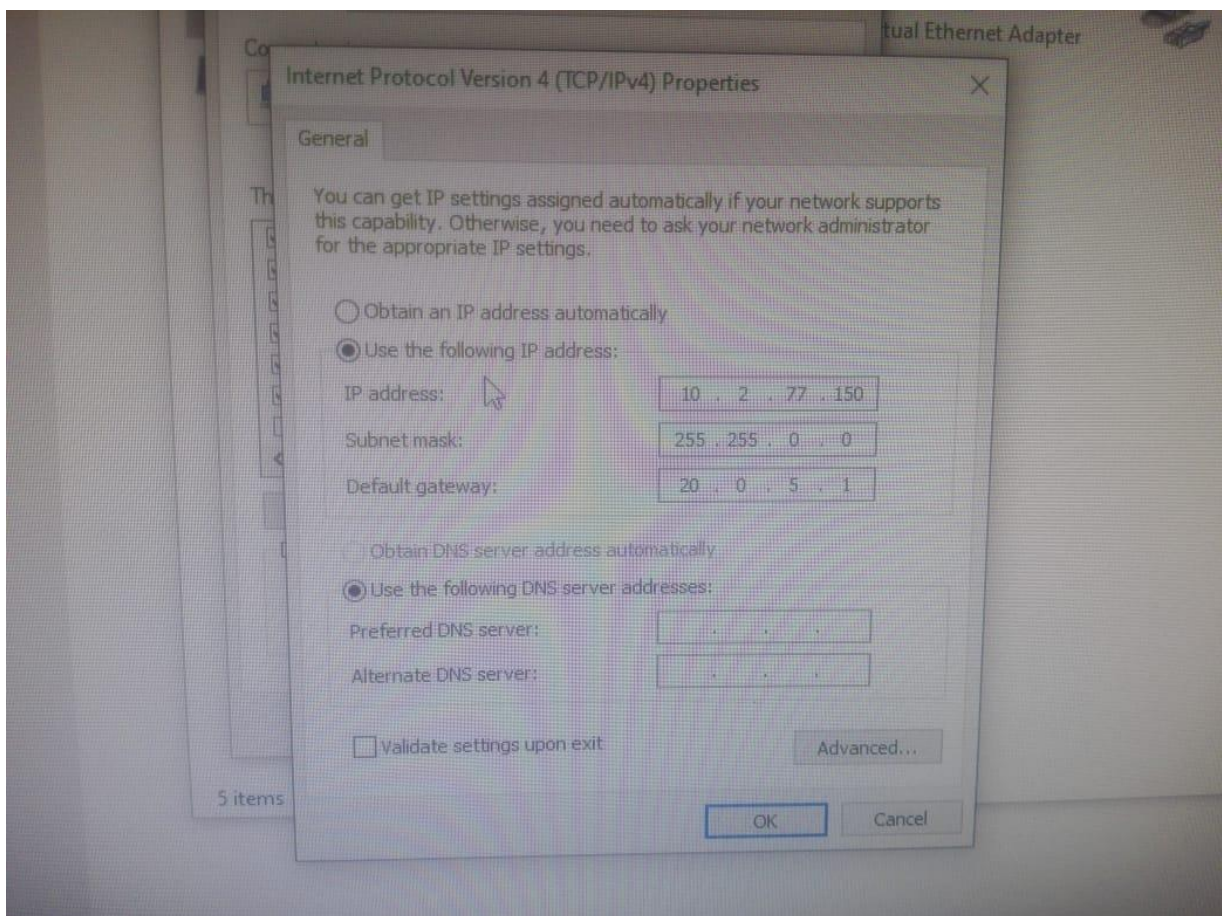 tual Ethernet Adapter
Co
Internet Protocol Version 4 (TCP/IPv4) Properties
General
Th
You can get IP settings assigned automatically if your network supports
this capability. Otherwise, you need to ask your network administrator
for the appropriate IP settings.
Obtain an IP address automatically
Use the following IP address:
IP address: 10 . 2 . 77 . 150
Subnet mask: 255 . 255 . 0 . 0
Default gateway: 20 . 0 . 5 . 1
Obtain DNS server address automatically
Use the following DNS server addresses:
Preferred DNS server: . . .
Alternate DNS server: . . .
Validate settings upon exit
Advanced...
5 items
OK Cancel